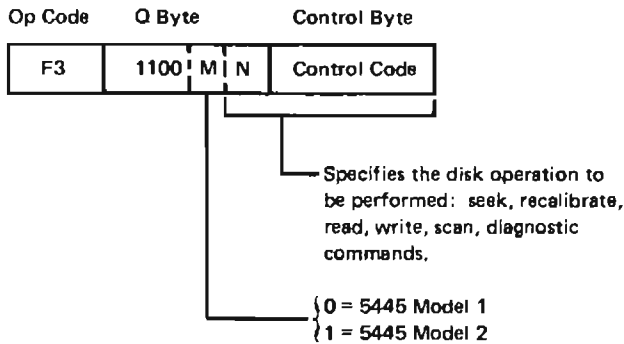 Op Code Q Byte Control Byte
F3 1100 M N Control Code
Specifies the disk operation to
be performed: seek, recalibrate,
read, write, scan, diagnostic
commands.
0 = 5445 Model 1
1 = 5445 Model 2